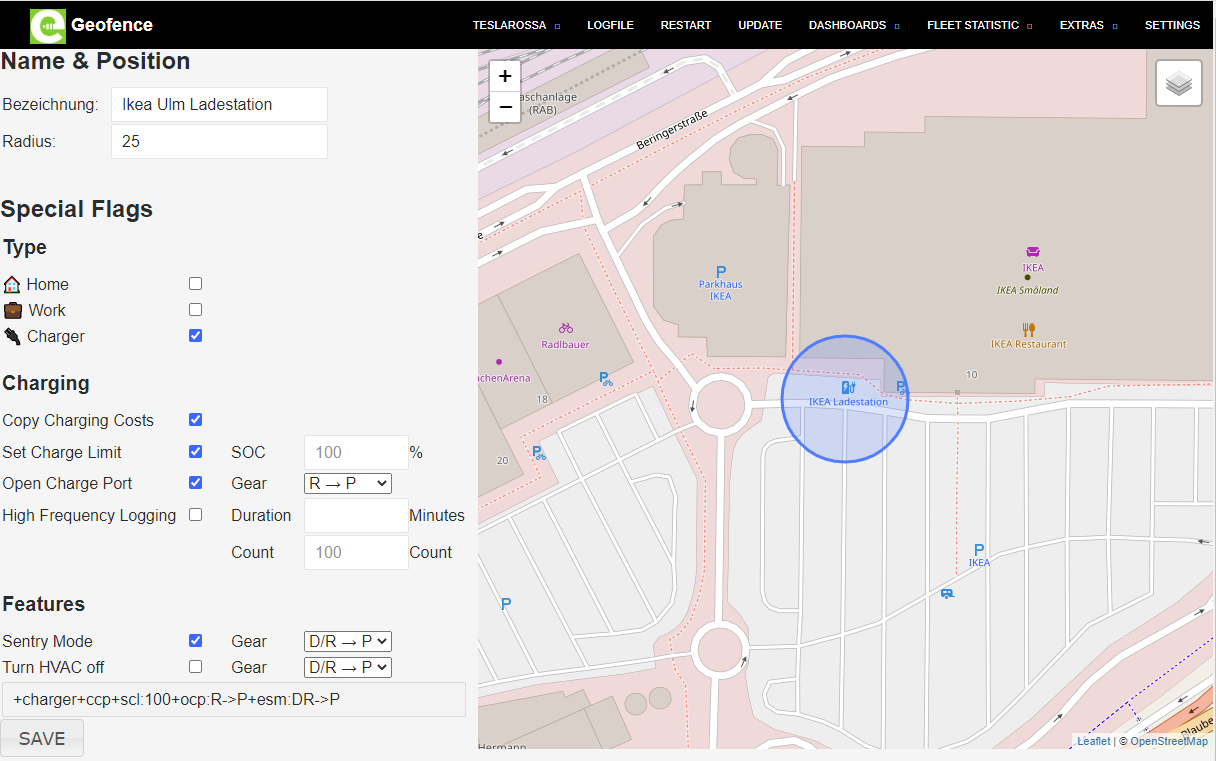 Geofence
TESLAROSSA
LOGFILE
RESTART
UPDATE
DASHBOARDS
FLEET STATISTIC
EXTRAS
SETTINGS
Name & Position
Bezeichnung: Ikea Ulm Ladestation
Radius: 25
Special Flags
Type
Home
Work
Charger
Charging
Copy Charging Costs
Set Charge Limit SOC 100 %
Open Charge Port Gear R → P
High Frequency Logging Duration Minutes
Count 100 Count
Features
Sentry Mode Gear D/R → P
Turn HVAC off Gear D/R → P
+charger+ccp+scl:100+ocp:R->P+esm:DR->P
SAVE
+
−
aschanlage
(RAB)
Beringerstraße
e
P
Parkhaus
IKEA
IKEA
IKEA Småland
IKEA Restaurant
10
Radlbauer
uchenArena
18
20
P
P
P
IKEA Ladestation
P
IKEA
P
Hermann
Blaube
Leaflet | © OpenStreetMap